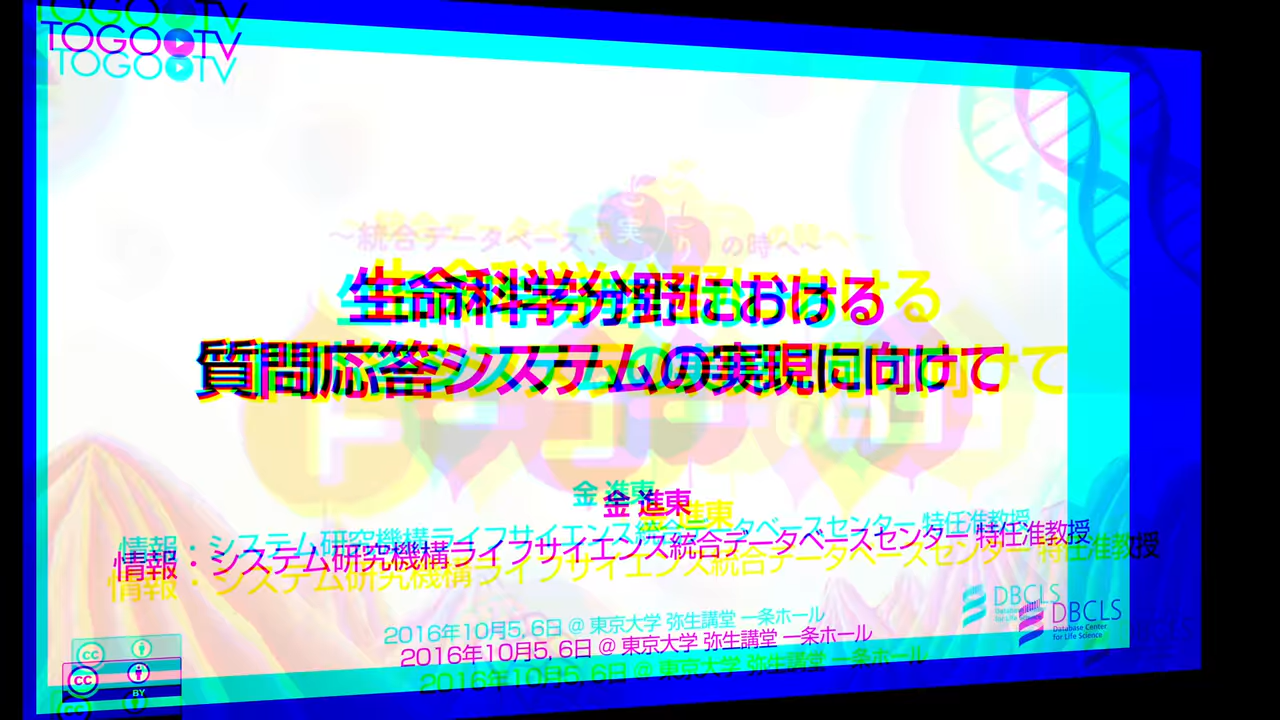 TOGO TV
～統合データベース、実 の時へ～
生命科学分野における
質問応答システムの実現に向けて
金 進東
情報・システム研究機構ライフサイエンス統合データベースセンター 特任准教授
2016年10月5, 6日 @ 東京大学 弥生講堂 一条ホール
DBCLS
Database Center
for Life Science
CC
BY